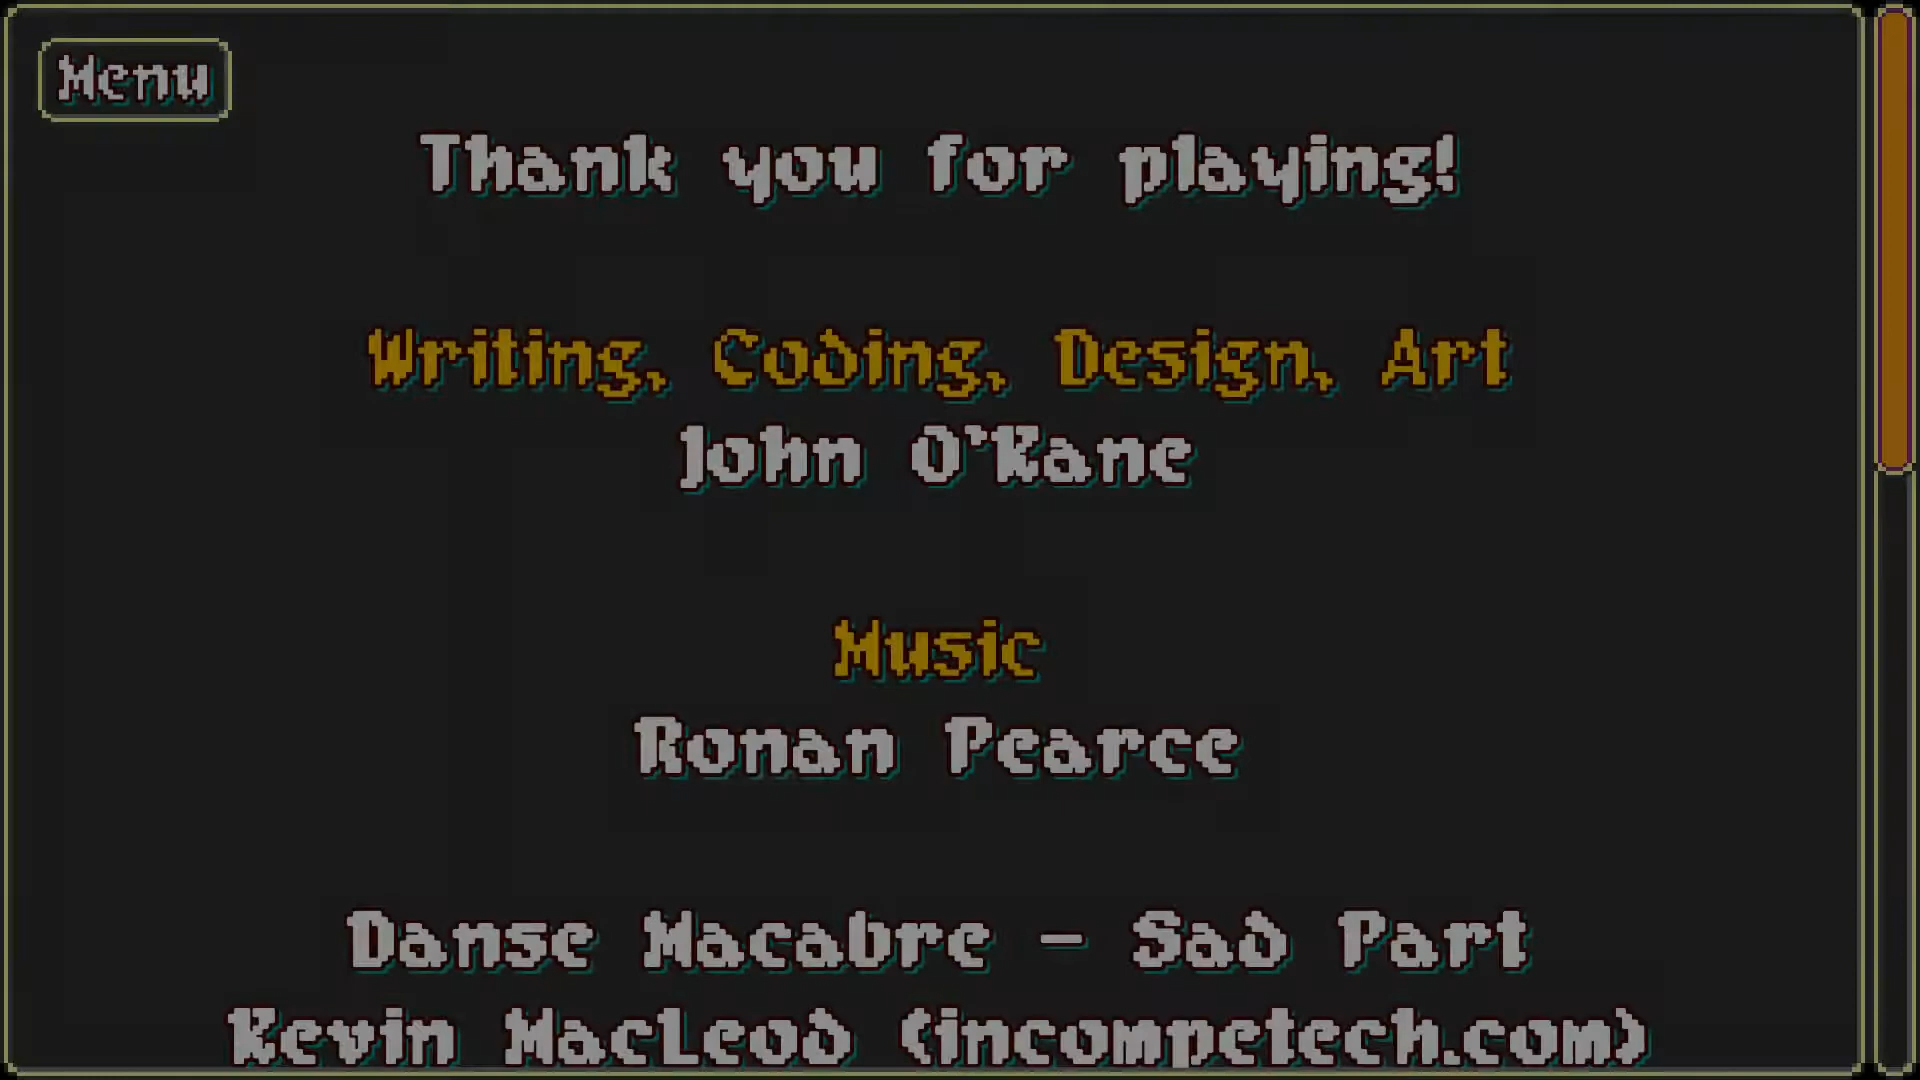 Menu
Thank you for playing!
Writing, Coding, Design, Art
John O'Kane
Music
Ronan Pearce
Danse Macabre - Sad Part
Kevin MacLeod (incompetech.com)